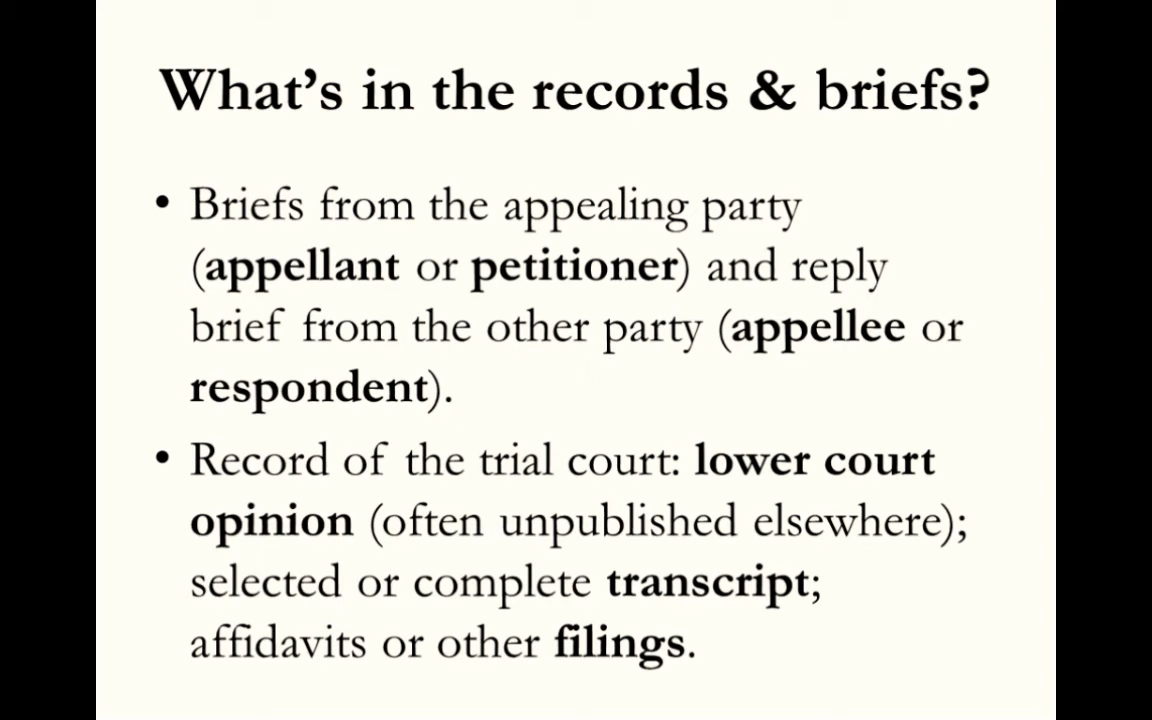 What's in the records & briefs?
• Briefs from the appealing party
(appellant or petitioner) and reply
brief from the other party (appellee or
respondent).
• Record of the trial court: lower court
opinion (often unpublished elsewhere);
selected or complete transcript;
affidavits or other filings.